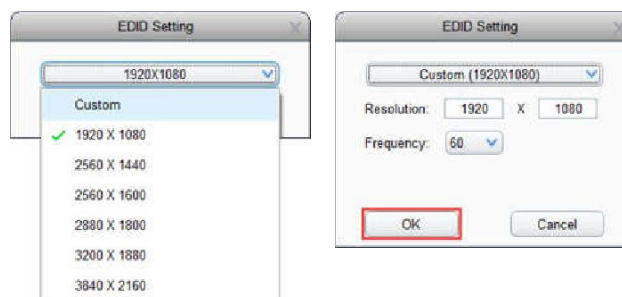 EDID Setting
X
1920X1080
Custom
1920 X 1080
2560 X 1440
2560 X 1600
2880 X 1800
3200 X 1880
3840 X 2160
EDID Setting
X
Custom (1920X1080)
Resolution: 1920 X 1080
Frequency: 60
OK Cancel